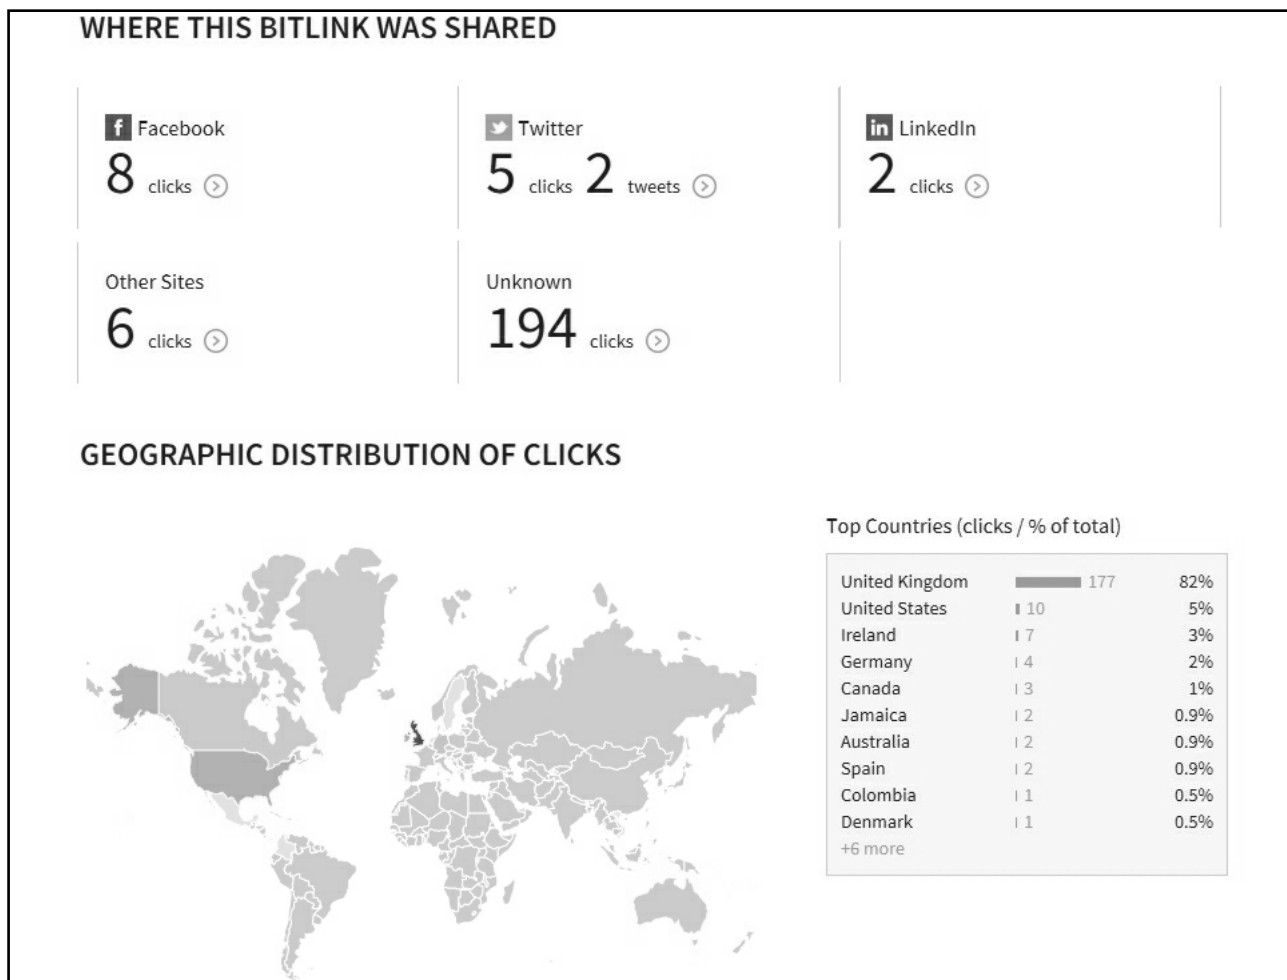 WHERE THIS BITLINK WAS SHARED
Facebook
8 clicks
Twitter
5 clicks 2 tweets
LinkedIn
2 clicks
Other Sites
6 clicks
Unknown
194 clicks
GEOGRAPHIC DISTRIBUTION OF CLICKS
Top Countries (clicks / % of total)
United Kingdom 177 82%
United States 10 5%
Ireland 7 3%
Germany 4 2%
Canada 3 1%
Jamaica 2 0.9%
Australia 2 0.9%
Spain 2 0.9%
Colombia 1 0.5%
Denmark 1 0.5%
+6 more